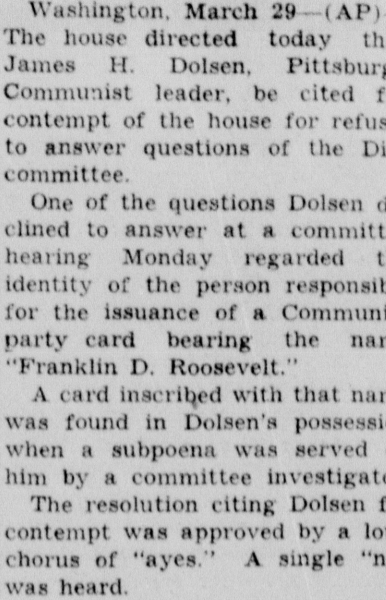 Washington, March 29—(AP)
The house directed today th
James H. Dolsen, Pittsburg
Communist leader, be cited f
contempt of the house for refus
to answer questions of the Di
committee.
One of the questions Dolsen d
clined to answer at a committ
hearing Monday regarded t
identity of the person responsib
for the issuance of a Communi
party card bearing the nam
"Franklin D. Roosevelt."
A card inscribed with that nam
was found in Dolsen's possessi
when a subpoena was served
him by a committee investigato
The resolution citing Dolsen f
contempt was approved by a lo
chorus of "ayes." A single "n
was heard.